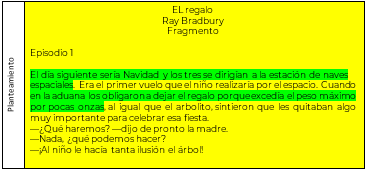 EL regalo
Ray Bradbury
Fragmento
Planteamiento
Episodio 1
El día siguiente sería Navidad y los tres se dirigían a la estación de naves
espaciales. Era el primer vuelo que el niño realizaría por el espacio. Cuando
en la aduana los obligaron a dejar el regalo porque excedía el peso máximo
por pocas onzas, al igual que el arbolito, sintieron que les quitaban algo
muy importante para celebrar esa fiesta.
—¿Qué haremos? —dijo de pronto la madre.
—Nada, ¿qué podemos hacer?
—¡Al niño le hacía tanta ilusión el árbol!